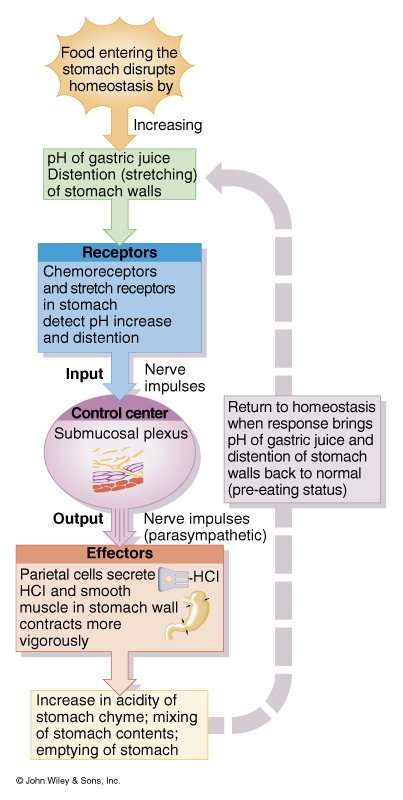 Food entering the
stomach disrupts
homeostasis by
Increasing
pH of gastric juice
Distention (stretching)
of stomach walls
Receptors
Chemoreceptors
and stretch receptors
in stomach
detect pH increase
and distention
Input
Nerve
impulses
Control center
Submucosal plexus
Return to homeostasis
when response brings
pH of gastric juice and
distention of stomach
walls back to normal
(pre-eating status)
Output
Nerve impulses
(parasympathetic)
Effectors
Parietal cells secrete
HCl and smooth
muscle in stomach wall
contracts more
vigorously
-HCl
Increase in acidity of
stomach chyme; mixing
of stomach contents;
emptying of stomach
© John Wiley & Sons, Inc.